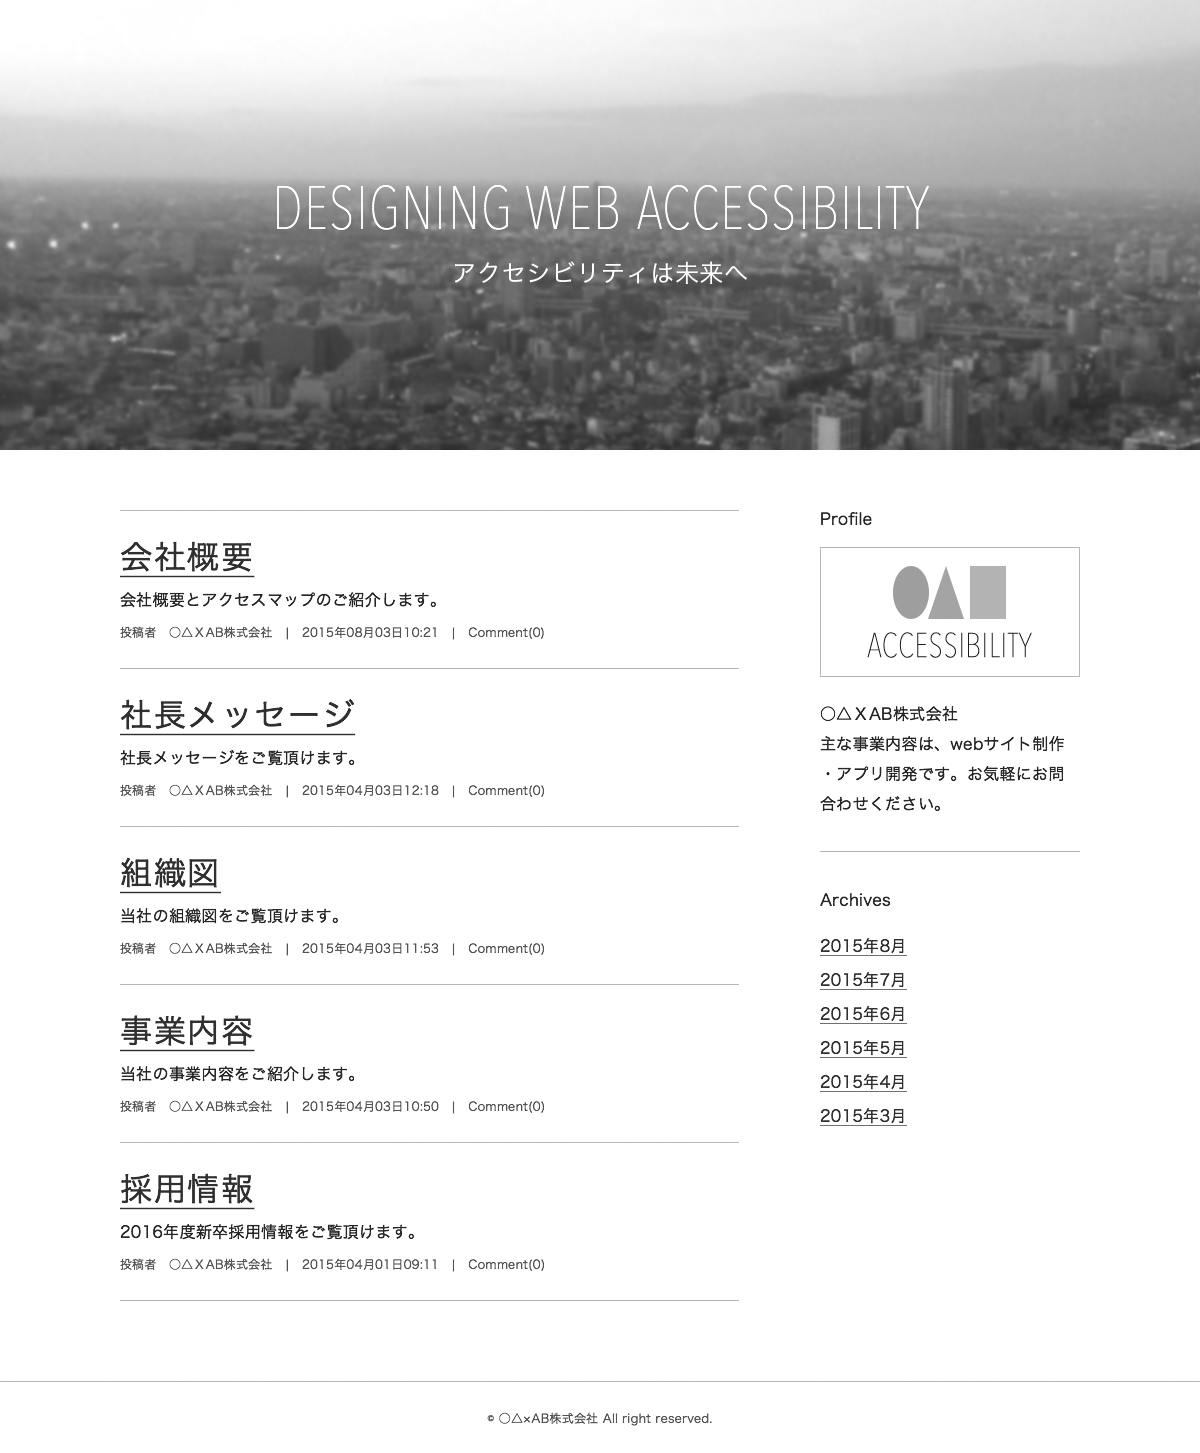 DESIGNING WEB ACCESSIBILITY
アクセシビリティは未来へ
会社概要
会社概要とアクセスマップのご紹介します。
投稿者　○△ＸAB株式会社　|　2015年08月03日10:21　|　Comment(0)
社長メッセージ
社長メッセージをご覧頂けます。
投稿者　○△ＸAB株式会社　|　2015年04月03日12:18　|　Comment(0)
組織図
当社の組織図をご覧頂けます。
投稿者　○△ＸAB株式会社　|　2015年04月03日11:53　|　Comment(0)
事業内容
当社の事業内容をご紹介します。
投稿者　○△ＸAB株式会社　|　2015年04月03日10:50　|　Comment(0)
採用情報
2016年度新卒採用情報をご覧頂けます。
投稿者　○△ＸAB株式会社　|　2015年04月01日09:11　|　Comment(0)
Profile
ACCESSIBILITY
○△ＸAB株式会社
主な事業内容は、webサイト制作
・アプリ開発です。お気軽にお問
合わせください。
Archives
2015年8月
2015年7月
2015年6月
2015年5月
2015年4月
2015年3月
© ○△×AB株式会社 All right reserved.